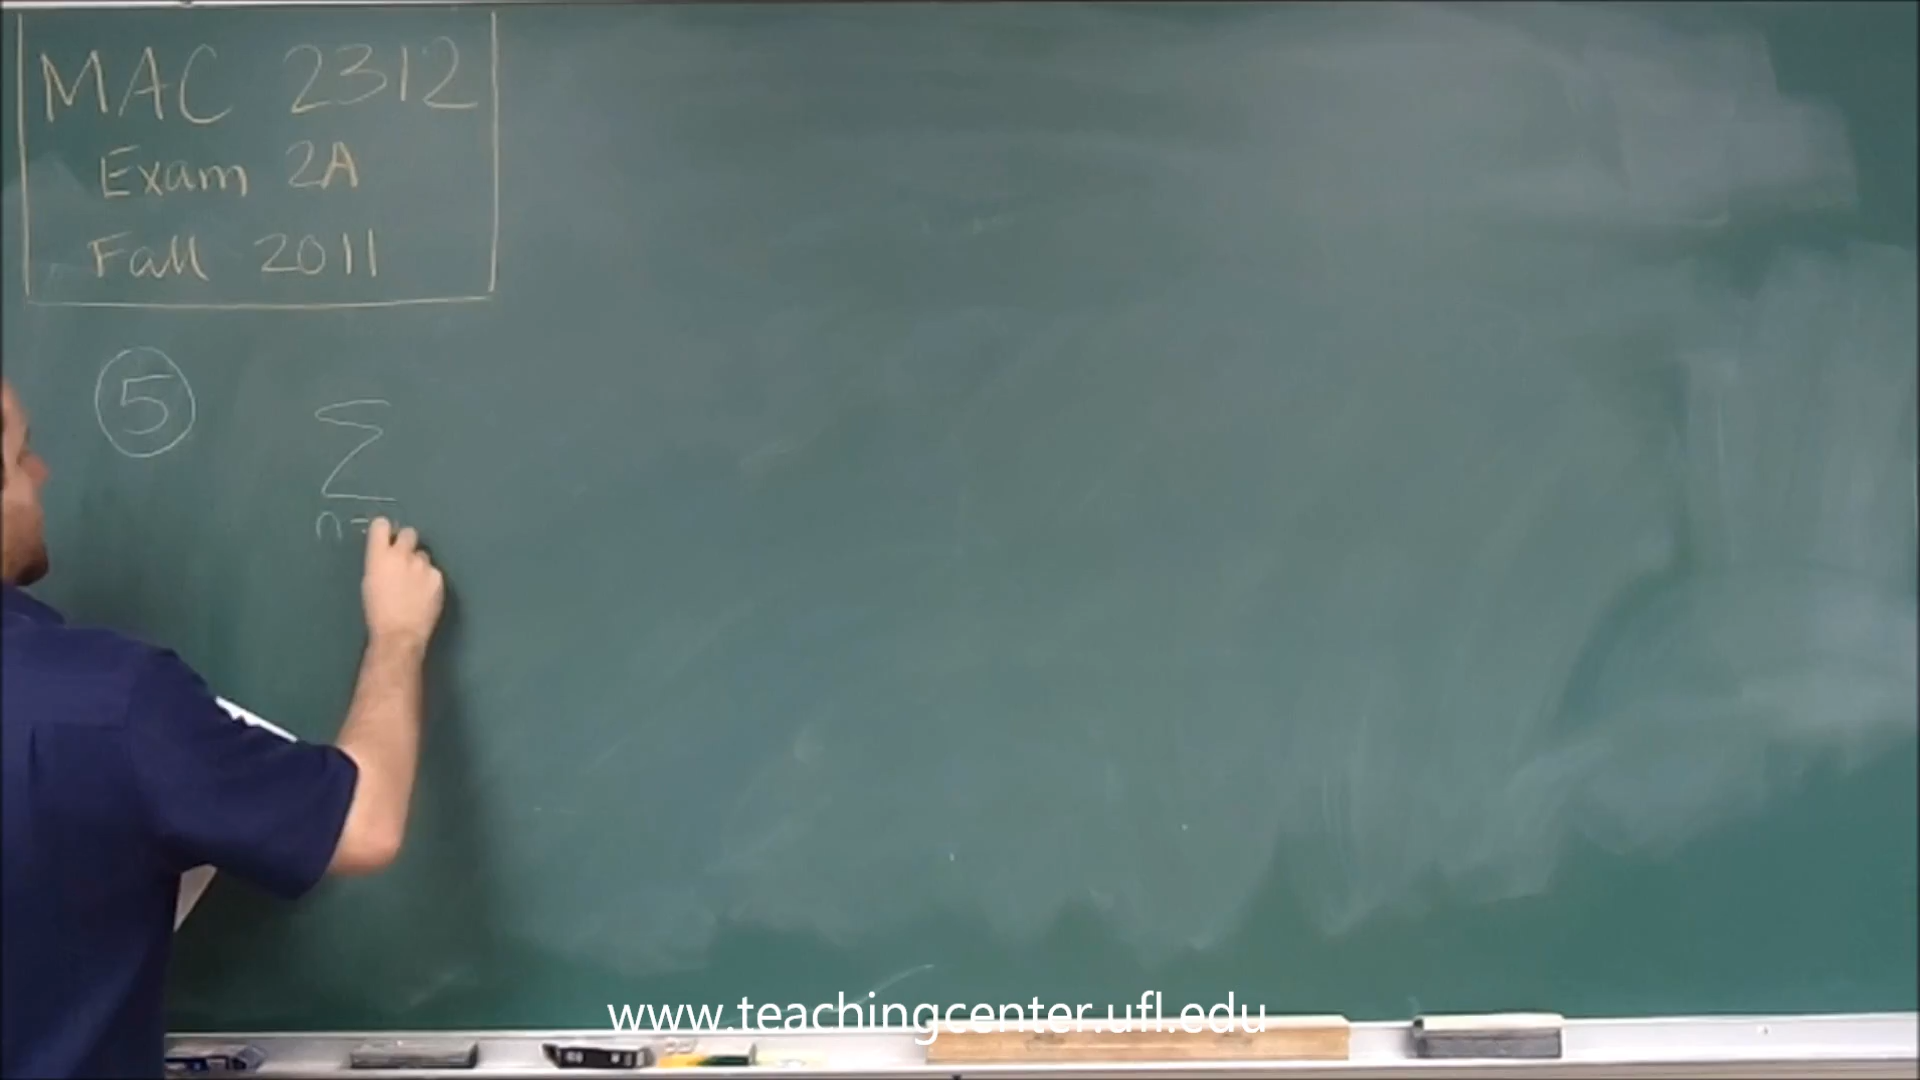 MAC 2312
Exam 2A
Fall 2011
5
Σ
n=
www.teachingcenter.ufl.edu